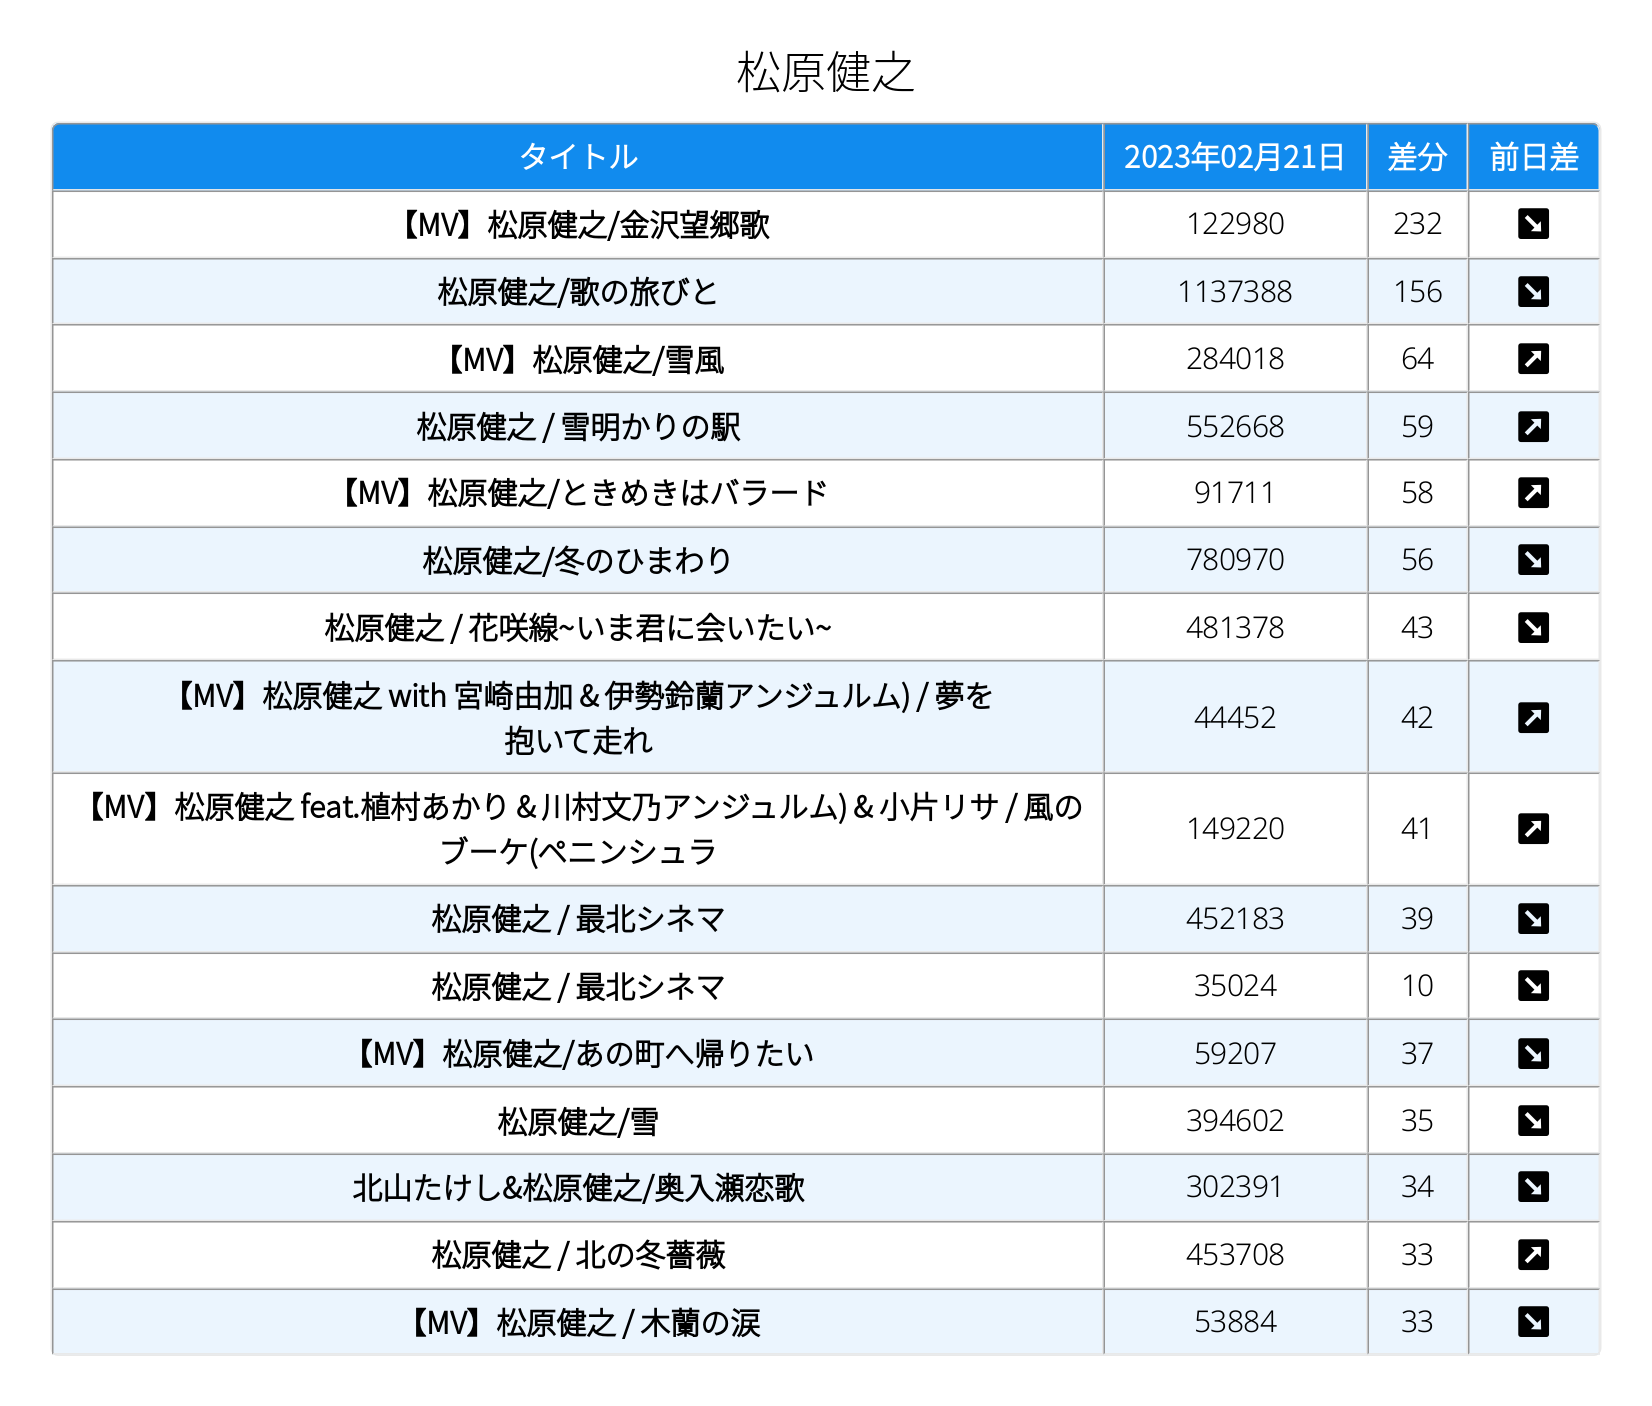 松原健之
タイトル 2023年02月21日 差分 前日差
【MV】松原健之/金沢望郷歌 122980 232
松原健之/歌の旅びと 1137388 156
【MV】松原健之/雪風 284018 64
松原健之 / 雪明かりの駅 552668 59
【MV】松原健之/ときめきはバラード 91711 58
松原健之/冬のひまわり 780970 56
松原健之 / 花咲線~いま君に会いたい~ 481378 43
【MV】松原健之 with 宮崎由加 & 伊勢鈴蘭アンジュルム) / 夢を
抱いて走れ 44452 42
【MV】松原健之 feat.植村あかり & 川村文乃アンジュルム) & 小片リサ / 風の
ブーケ(ペニンシュラ 149220 41
松原健之 / 最北シネマ 452183 39
松原健之 / 最北シネマ 35024 10
【MV】松原健之/あの町へ帰りたい 59207 37
松原健之/雪 394602 35
北山たけし&松原健之/奥入瀬恋歌 302391 34
松原健之 / 北の冬薔薇 453708 33
【MV】松原健之 / 木蘭の涙 53884 33